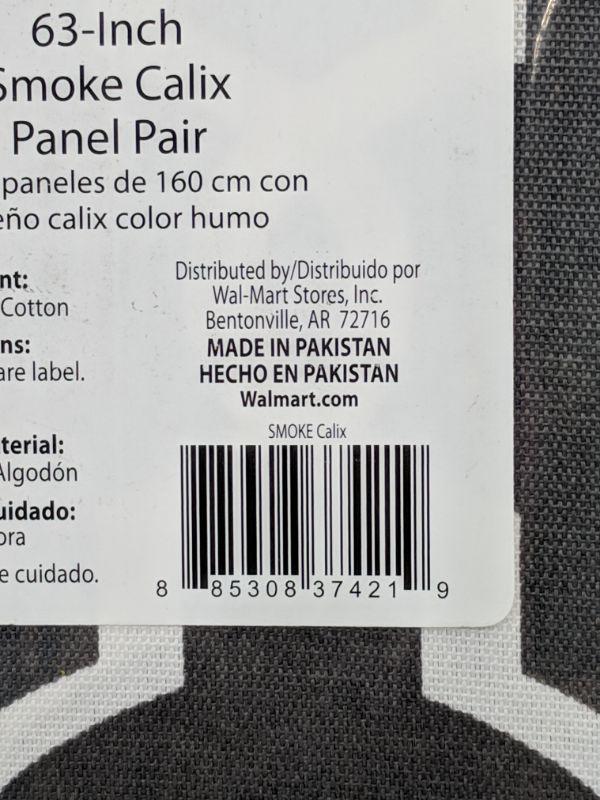 63-Inch
Smoke Calix
Panel Pair
paneles de 160 cm con
eño calix color humo
nt:
Cotton
ns:
are label.
terial:
Algodón
uidado:
ora
e cuidado.
Distributed by/Distribuido por
Wal-Mart Stores, Inc.
Bentonville, AR 72716
MADE IN PAKISTAN
HECHO EN PAKISTAN
Walmart.com
SMOKE Calix
8 85308 37421 9